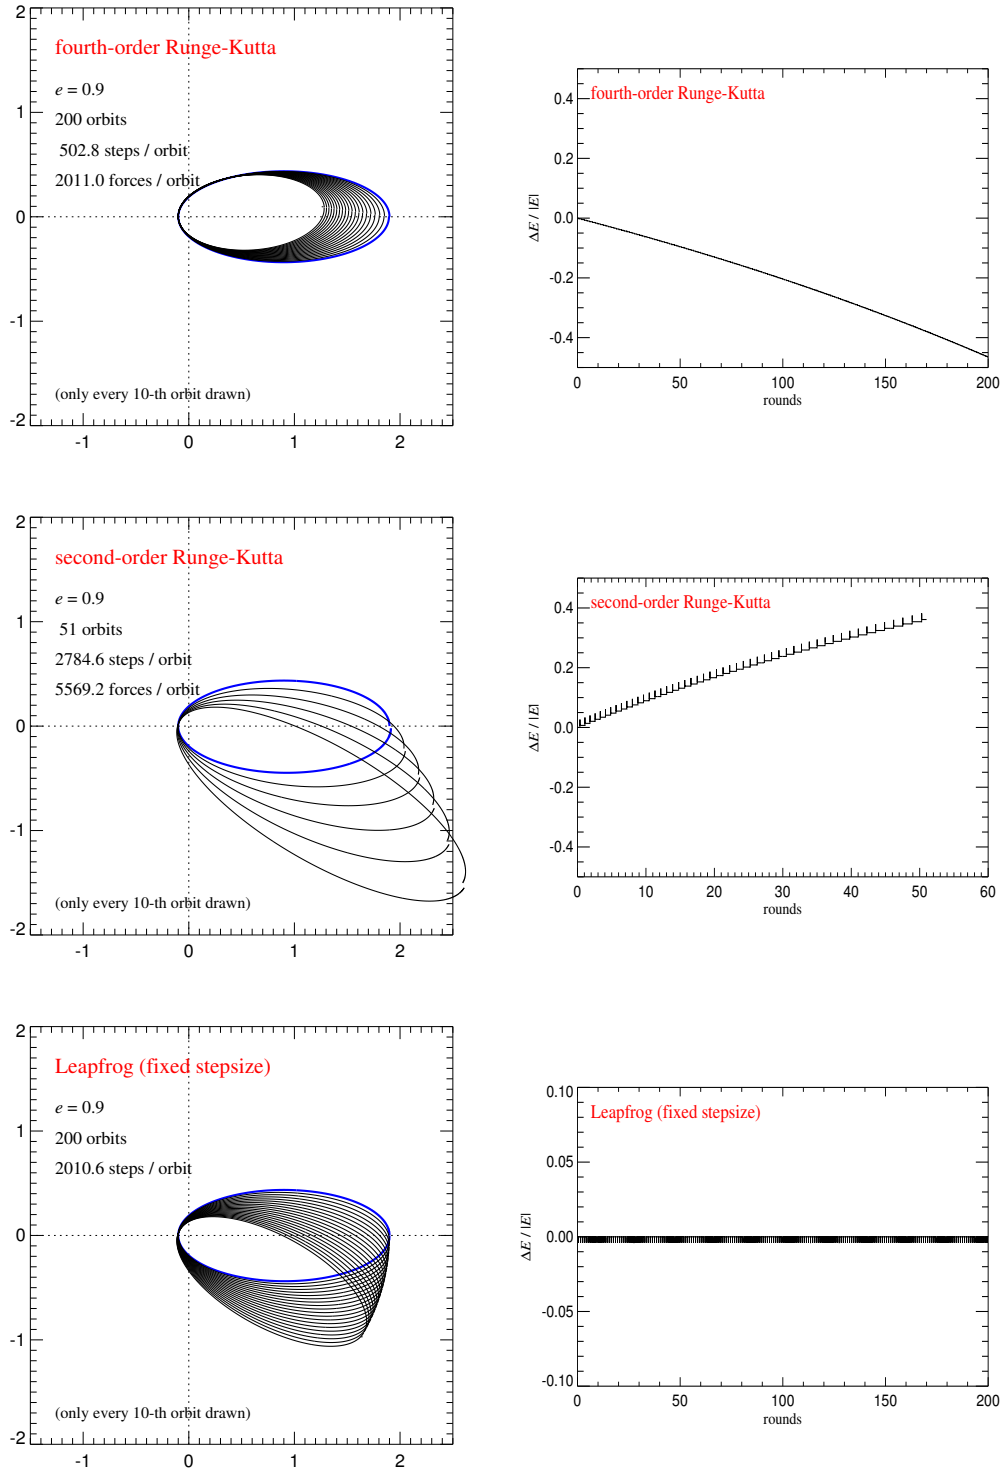 2
1
0
-1
-2
-1
0
1
2
fourth-order Runge-Kutta
e = 0.9
200 orbits
502.8 steps / orbit
2011.0 forces / orbit
(only every 10-th orbit drawn)
fourth-order Runge-Kutta
0.4
0.2
0.0
-0.2
-0.4
ΔE / |E|
0
50
100
150
200
rounds
2
1
0
-1
-2
-1
0
1
2
second-order Runge-Kutta
e = 0.9
51 orbits
2784.6 steps / orbit
5569.2 forces / orbit
(only every 10-th orbit drawn)
second-order Runge-Kutta
0.4
0.2
0.0
-0.2
-0.4
ΔE / |E|
0
10
20
30
40
50
60
rounds
2
1
0
-1
-2
-1
0
1
2
Leapfrog (fixed stepsize)
e = 0.9
200 orbits
2010.6 steps / orbit
(only every 10-th orbit drawn)
Leapfrog (fixed stepsize)
0.10
0.05
0.00
-0.05
-0.10
ΔE / |E|
0
50
100
150
200
rounds